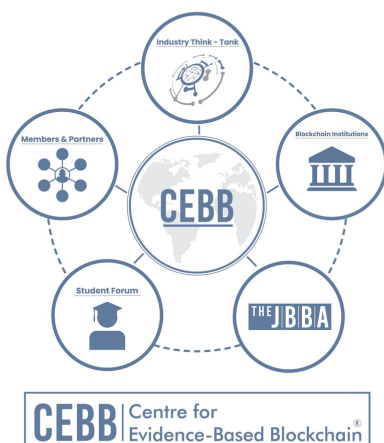 Industry Think - Tank
Members & Partners
Blockchain Institutions
CEBB
Student Forum
THE JBBA
CEBB Centre for
Evidence-Based Blockchain ®